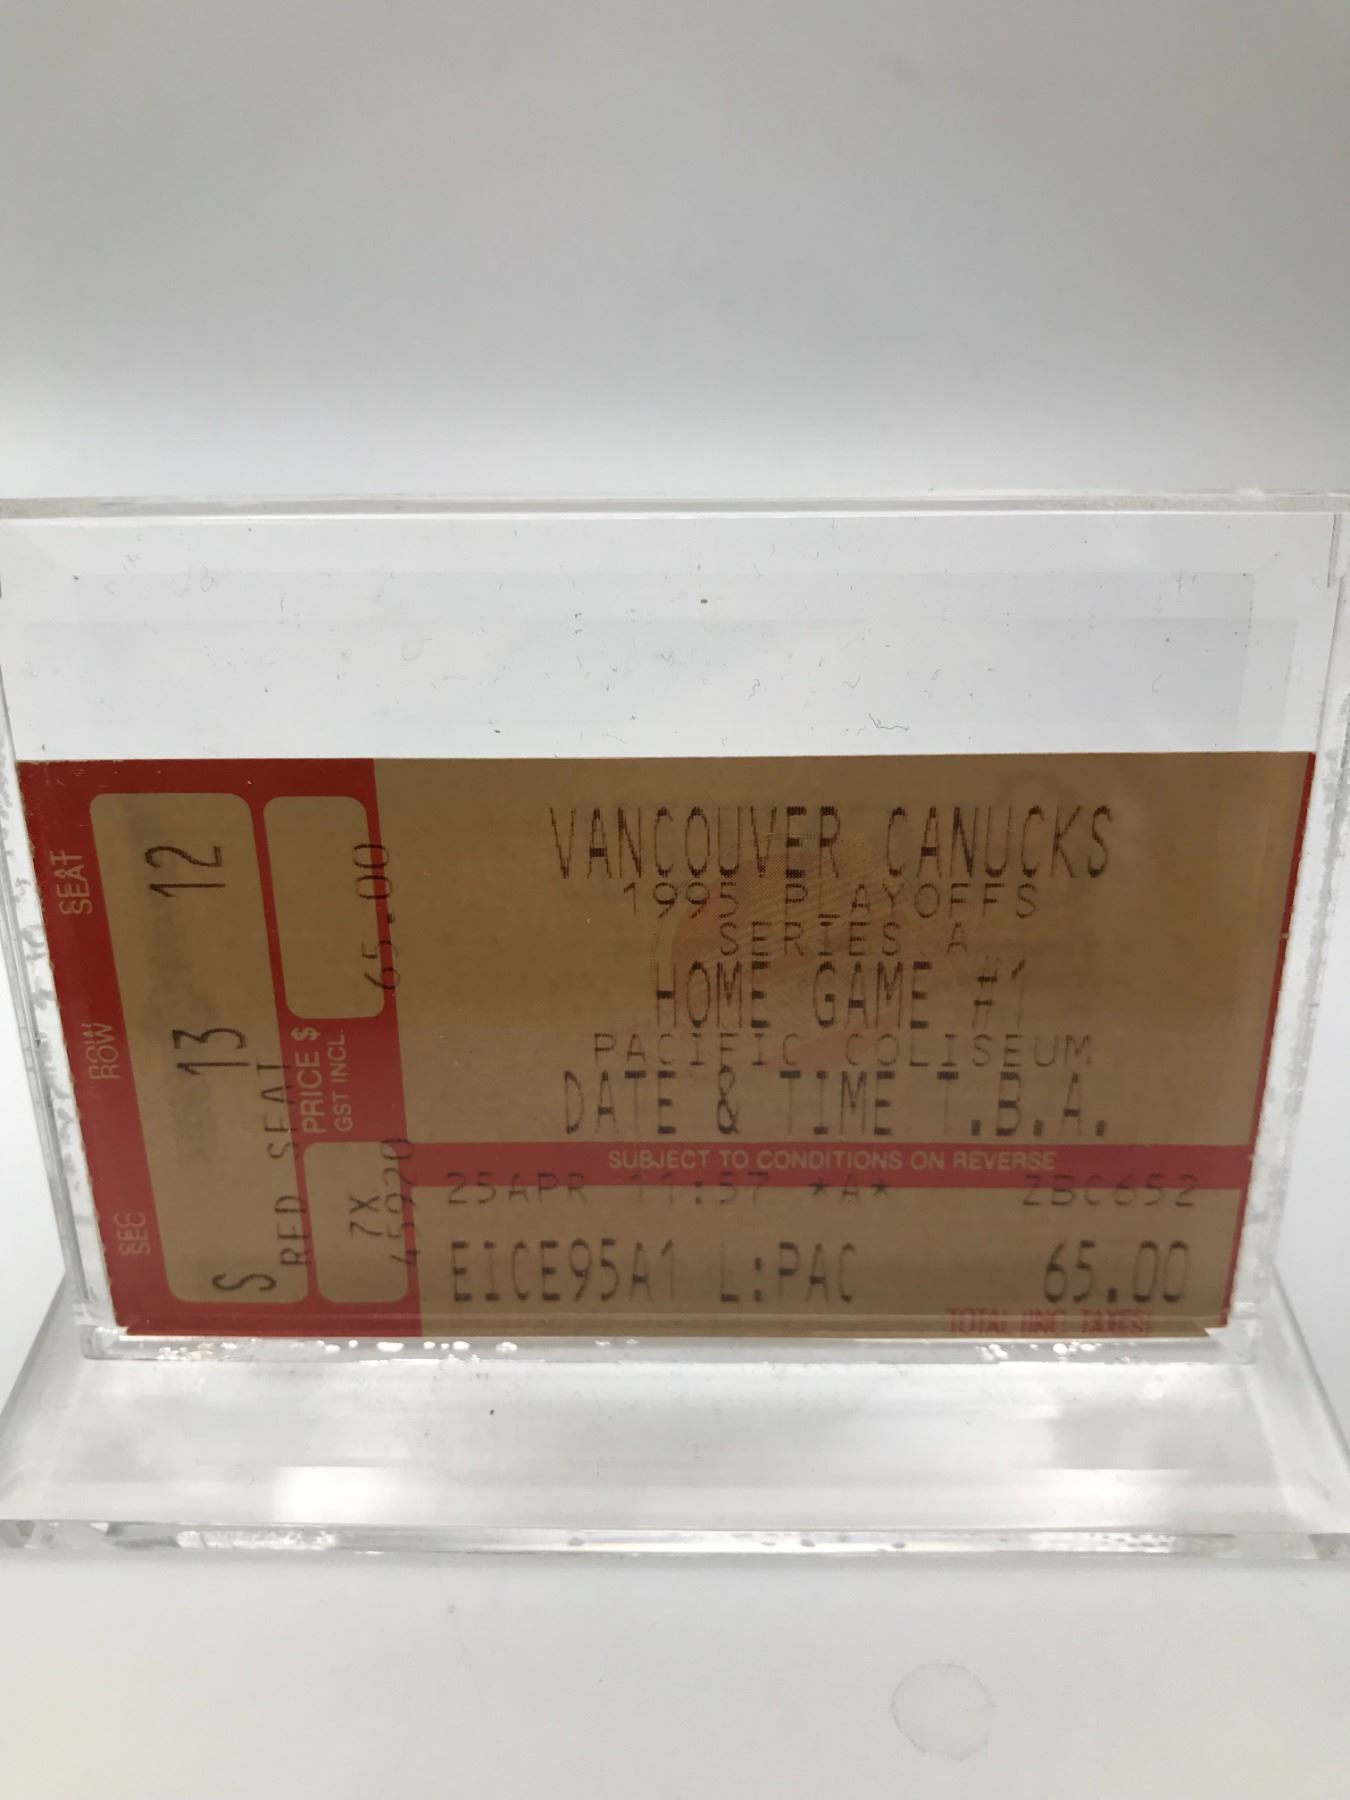 VANCOUVER CANUCKS
1995 PLAYOFFS
SERIES A
HOME GAME #1
PACIFIC COLISEUM
DATE & TIME T.B.A.
SUBJECT TO CONDITIONS ON REVERSE
25APR 11:57 *A* ZBC652
EICE95A1 L:PAC 65.00
TOTAL (INC TAXES)
SEC ROW SEAT
S 13 12
RED SEAT
PRICE $
GST INCL.
7X 65.00
45920